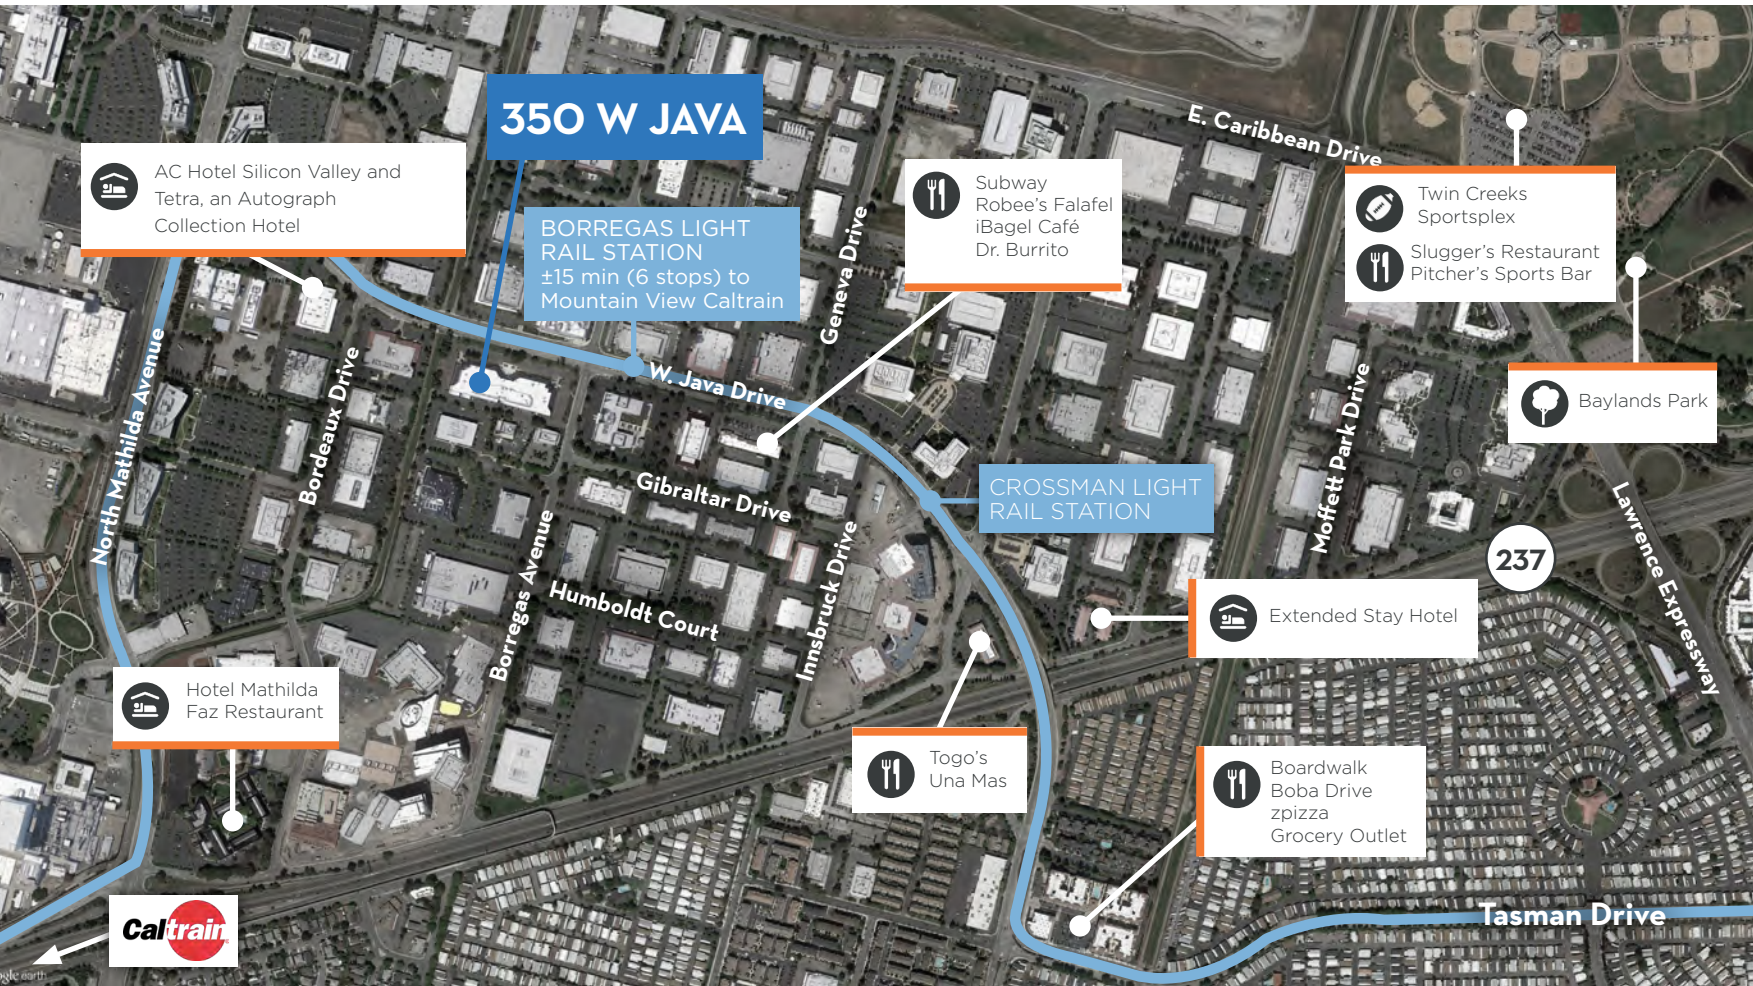 350 W JAVA
AC Hotel Silicon Valley and
Tetra, an Autograph
Collection Hotel
BORREGAS LIGHT
RAIL STATION
±15 min (6 stops) to
Mountain View Caltrain
Subway
Robee's Falafel
iBagel Café
Dr. Burrito
E. Caribbean Drive
Twin Creeks
Sportsplex
Slugger's Restaurant
Pitcher's Sports Bar
Baylands Park
North Mathilda Avenue
Bordeaux Drive
Geneva Drive
W. Java Drive
Gibraltar Drive
Borregas Avenue
Humboldt Court
Innsbruck Drive
CROSSMAN LIGHT
RAIL STATION
Moffett Park Drive
237
Lawrence Expressway
Extended Stay Hotel
Hotel Mathilda
Faz Restaurant
Togo's
Una Mas
Boardwalk
Boba Drive
zpizza
Grocery Outlet
Tasman Drive
Caltrain
earth